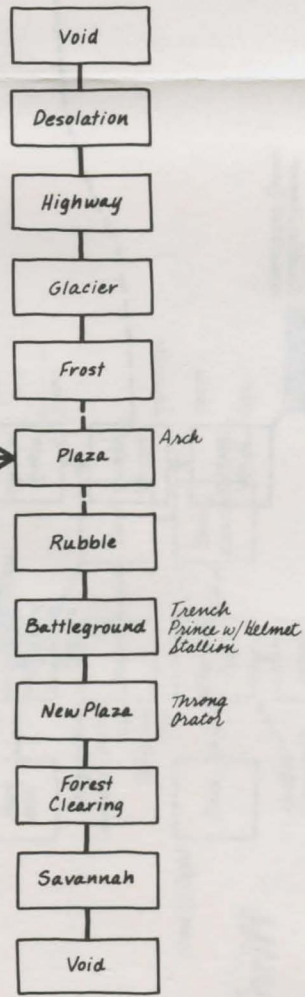 Void
Desolation
Highway
Glacier
Frost
Plaza
Arch
Rubble
Battleground
Trench
Prince w/ Helmet
Stallion
New Plaza
Throng
Orator
Forest
Clearing
Savannah
Void